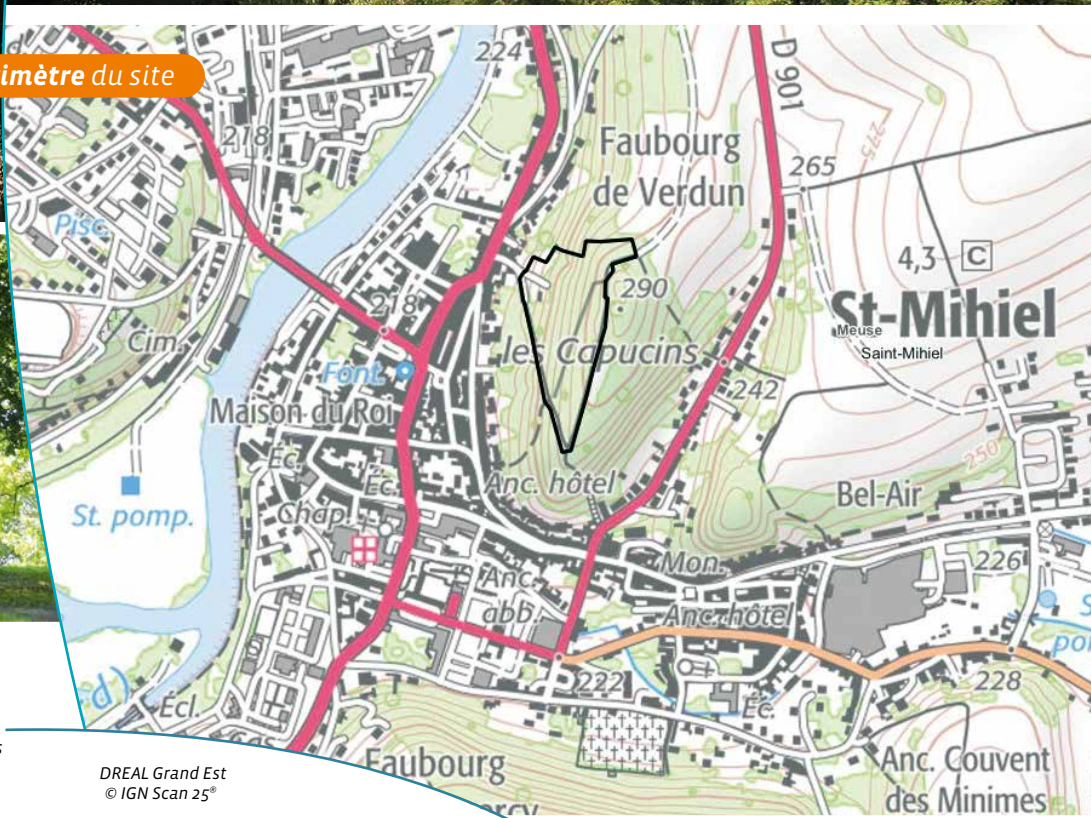 imètre du site
224
D 901
275
218
Faubourg
de Verdun
265
Pisc.
4,3 C
290
St-Mihiel
Meuse
Saint-Mihiel
218
Cim.
les Capucins
Font.
242
Maison du Roi
250
Éc.
Éc.
Anc. hôtel
Bel-Air
St. pomp.
Chap.
226
Mon.
Anc.
abb.
Anc. hôtel
222
228
Écl.
Éc.
Faubourg
Anc. Couvent
des Minimes
DREAL Grand Est
© IGN Scan 25®